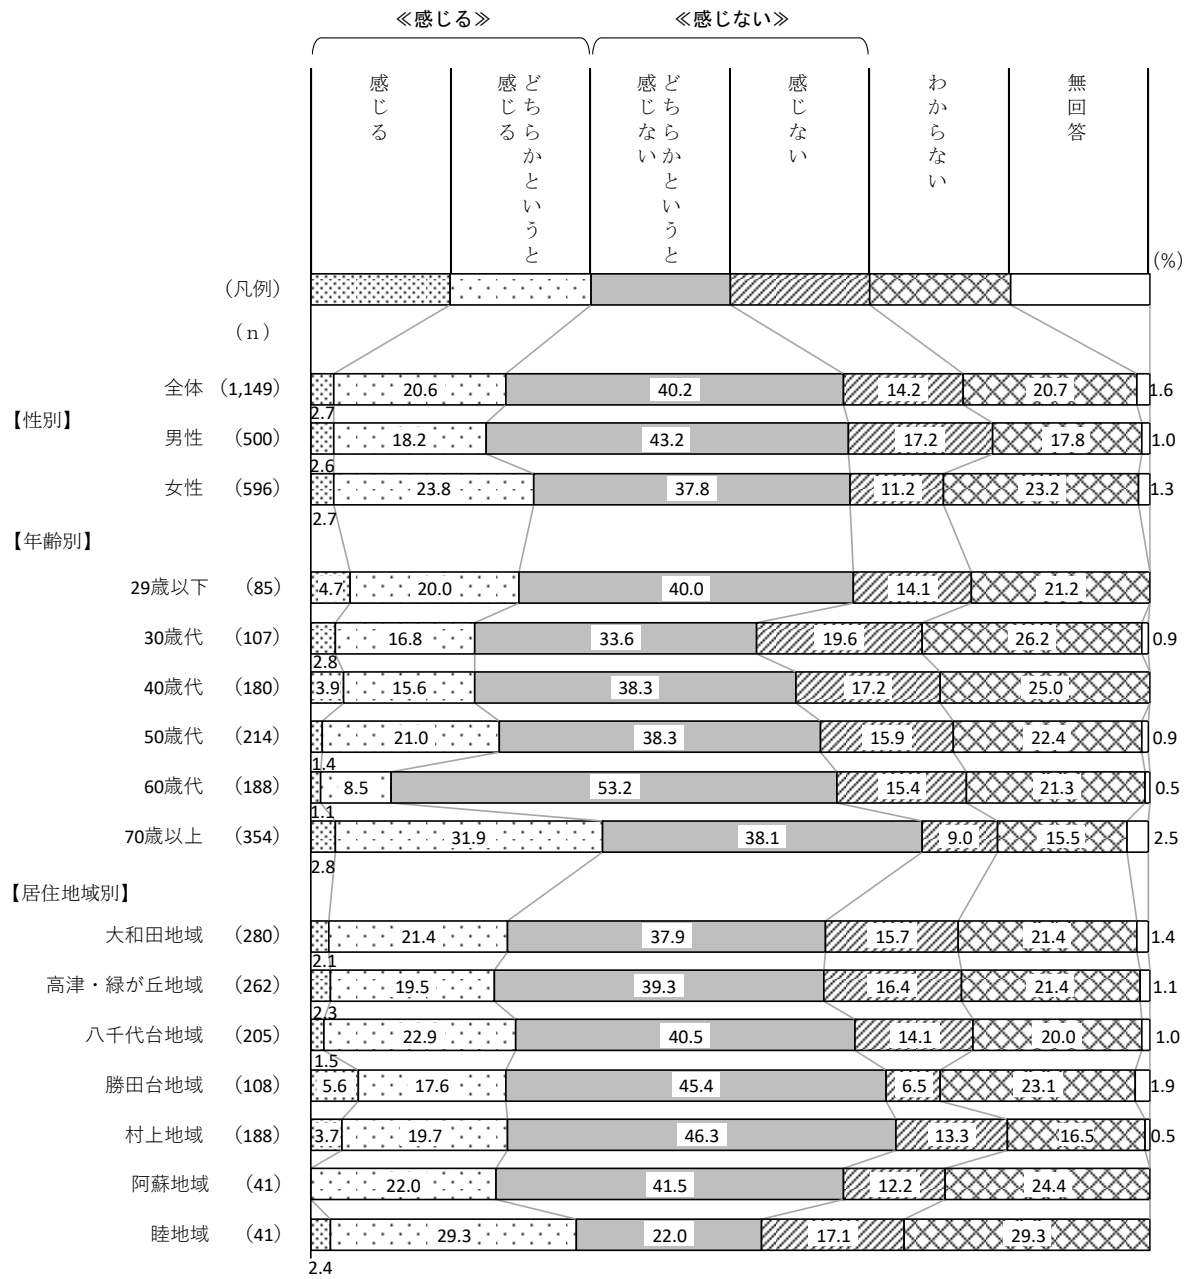 ≪感じる≫ ≪感じない≫
感じる
どちらかというと
感じる
どちらかというと
感じない
感じない
わからない
無回答
(%)
(凡例)
(ｎ)
全体 (1,149) 20.6 40.2 14.2 20.7 1.6
2.7
【性別】
男性 (500) 18.2 43.2 17.2 17.8 1.0
2.6
女性 (596) 23.8 37.8 11.2 23.2 1.3
2.7
【年齢別】
29歳以下 (85) 4.7 20.0 40.0 14.1 21.2
30歳代 (107) 16.8 33.6 19.6 26.2 0.9
2.8
40歳代 (180) 3.9 15.6 38.3 17.2 25.0
50歳代 (214) 21.0 38.3 15.9 22.4 0.9
1.4
60歳代 (188) 8.5 53.2 15.4 21.3 0.5
1.1
70歳以上 (354) 31.9 38.1 9.0 15.5 2.5
2.8
【居住地域別】
大和田地域 (280) 21.4 37.9 15.7 21.4 1.4
2.1
高津・緑が丘地域 (262) 19.5 39.3 16.4 21.4 1.1
2.3
八千代台地域 (205) 22.9 40.5 14.1 20.0 1.0
1.5
勝田台地域 (108) 5.6 17.6 45.4 6.5 23.1 1.9
村上地域 (188) 3.7 19.7 46.3 13.3 16.5 0.5
阿蘇地域 (41) 22.0 41.5 12.2 24.4
睦地域 (41) 29.3 22.0 17.1 29.3
2.4